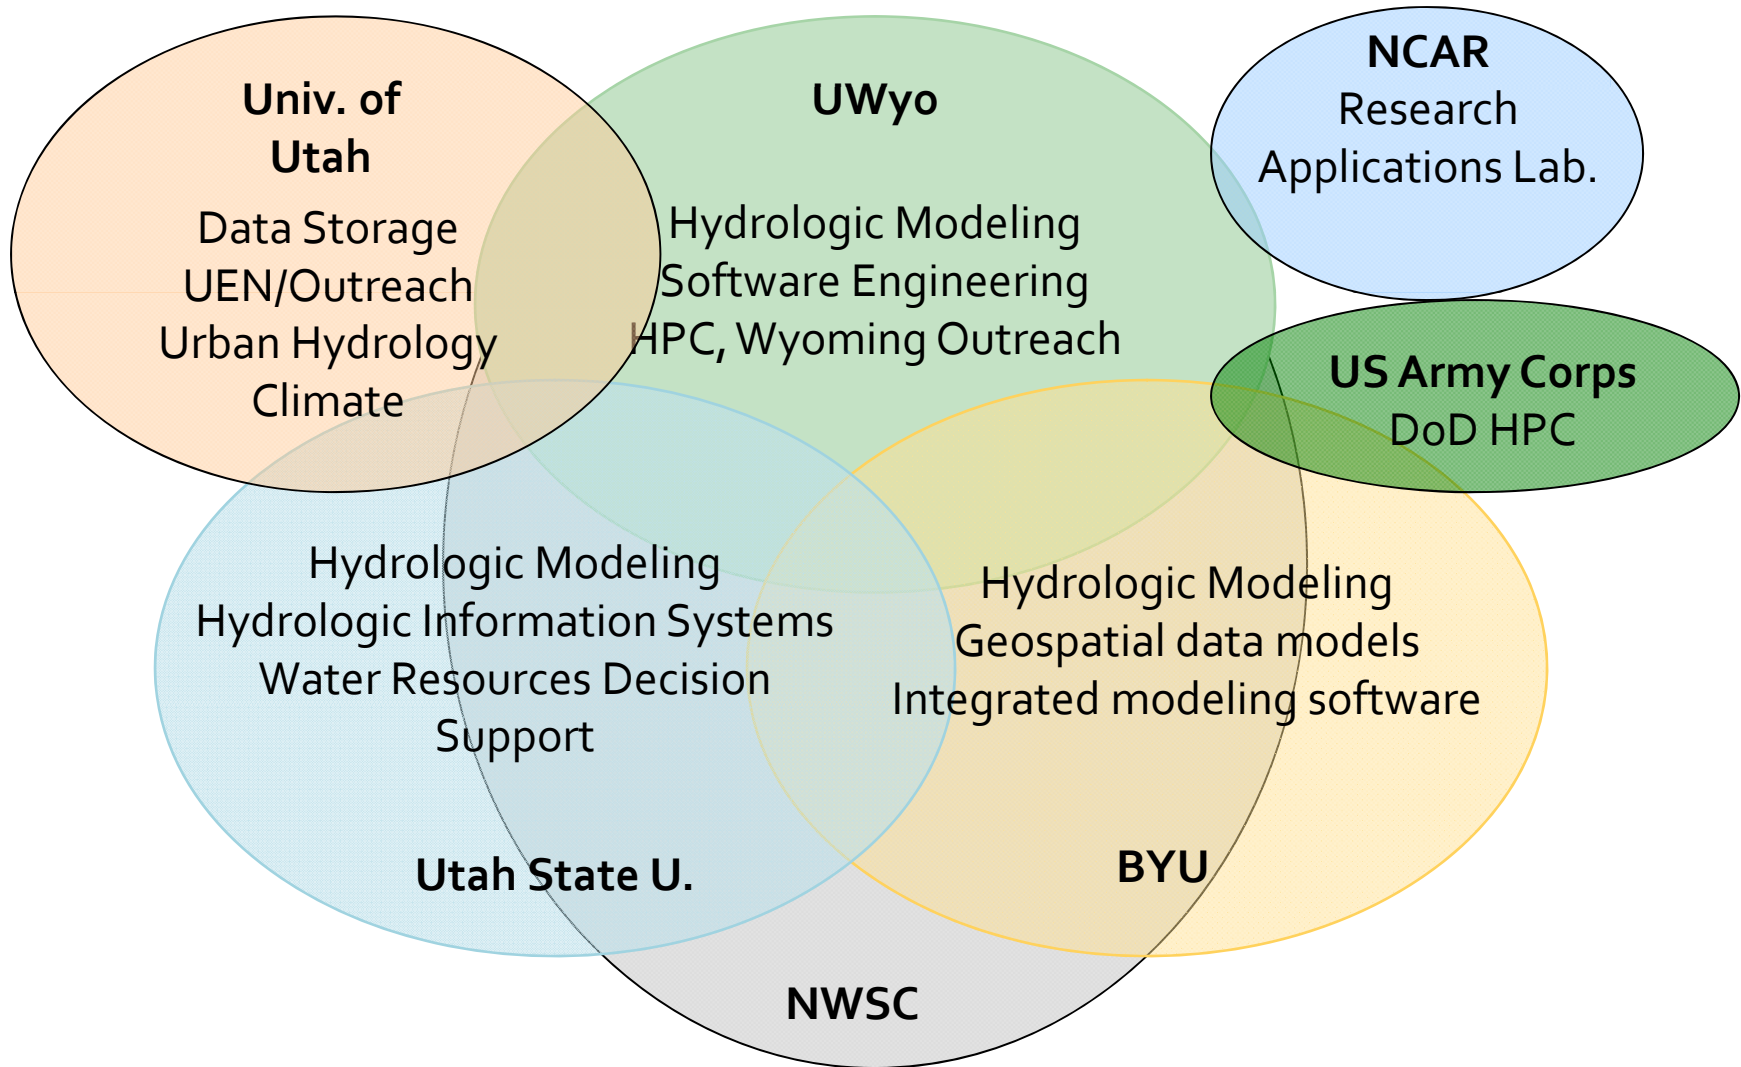 Univ. of
Utah
Data Storage
UEN/Outreach
Urban Hydrology
Climate
UWyo
Hydrologic Modeling
Software Engineering
HPC, Wyoming Outreach
NCAR
Research
Applications Lab.
US Army Corps
DoD HPC
Hydrologic Modeling
Hydrologic Information Systems
Water Resources Decision
Support
Utah State U.
Hydrologic Modeling
Geospatial data models
Integrated modeling software
BYU
NWSC